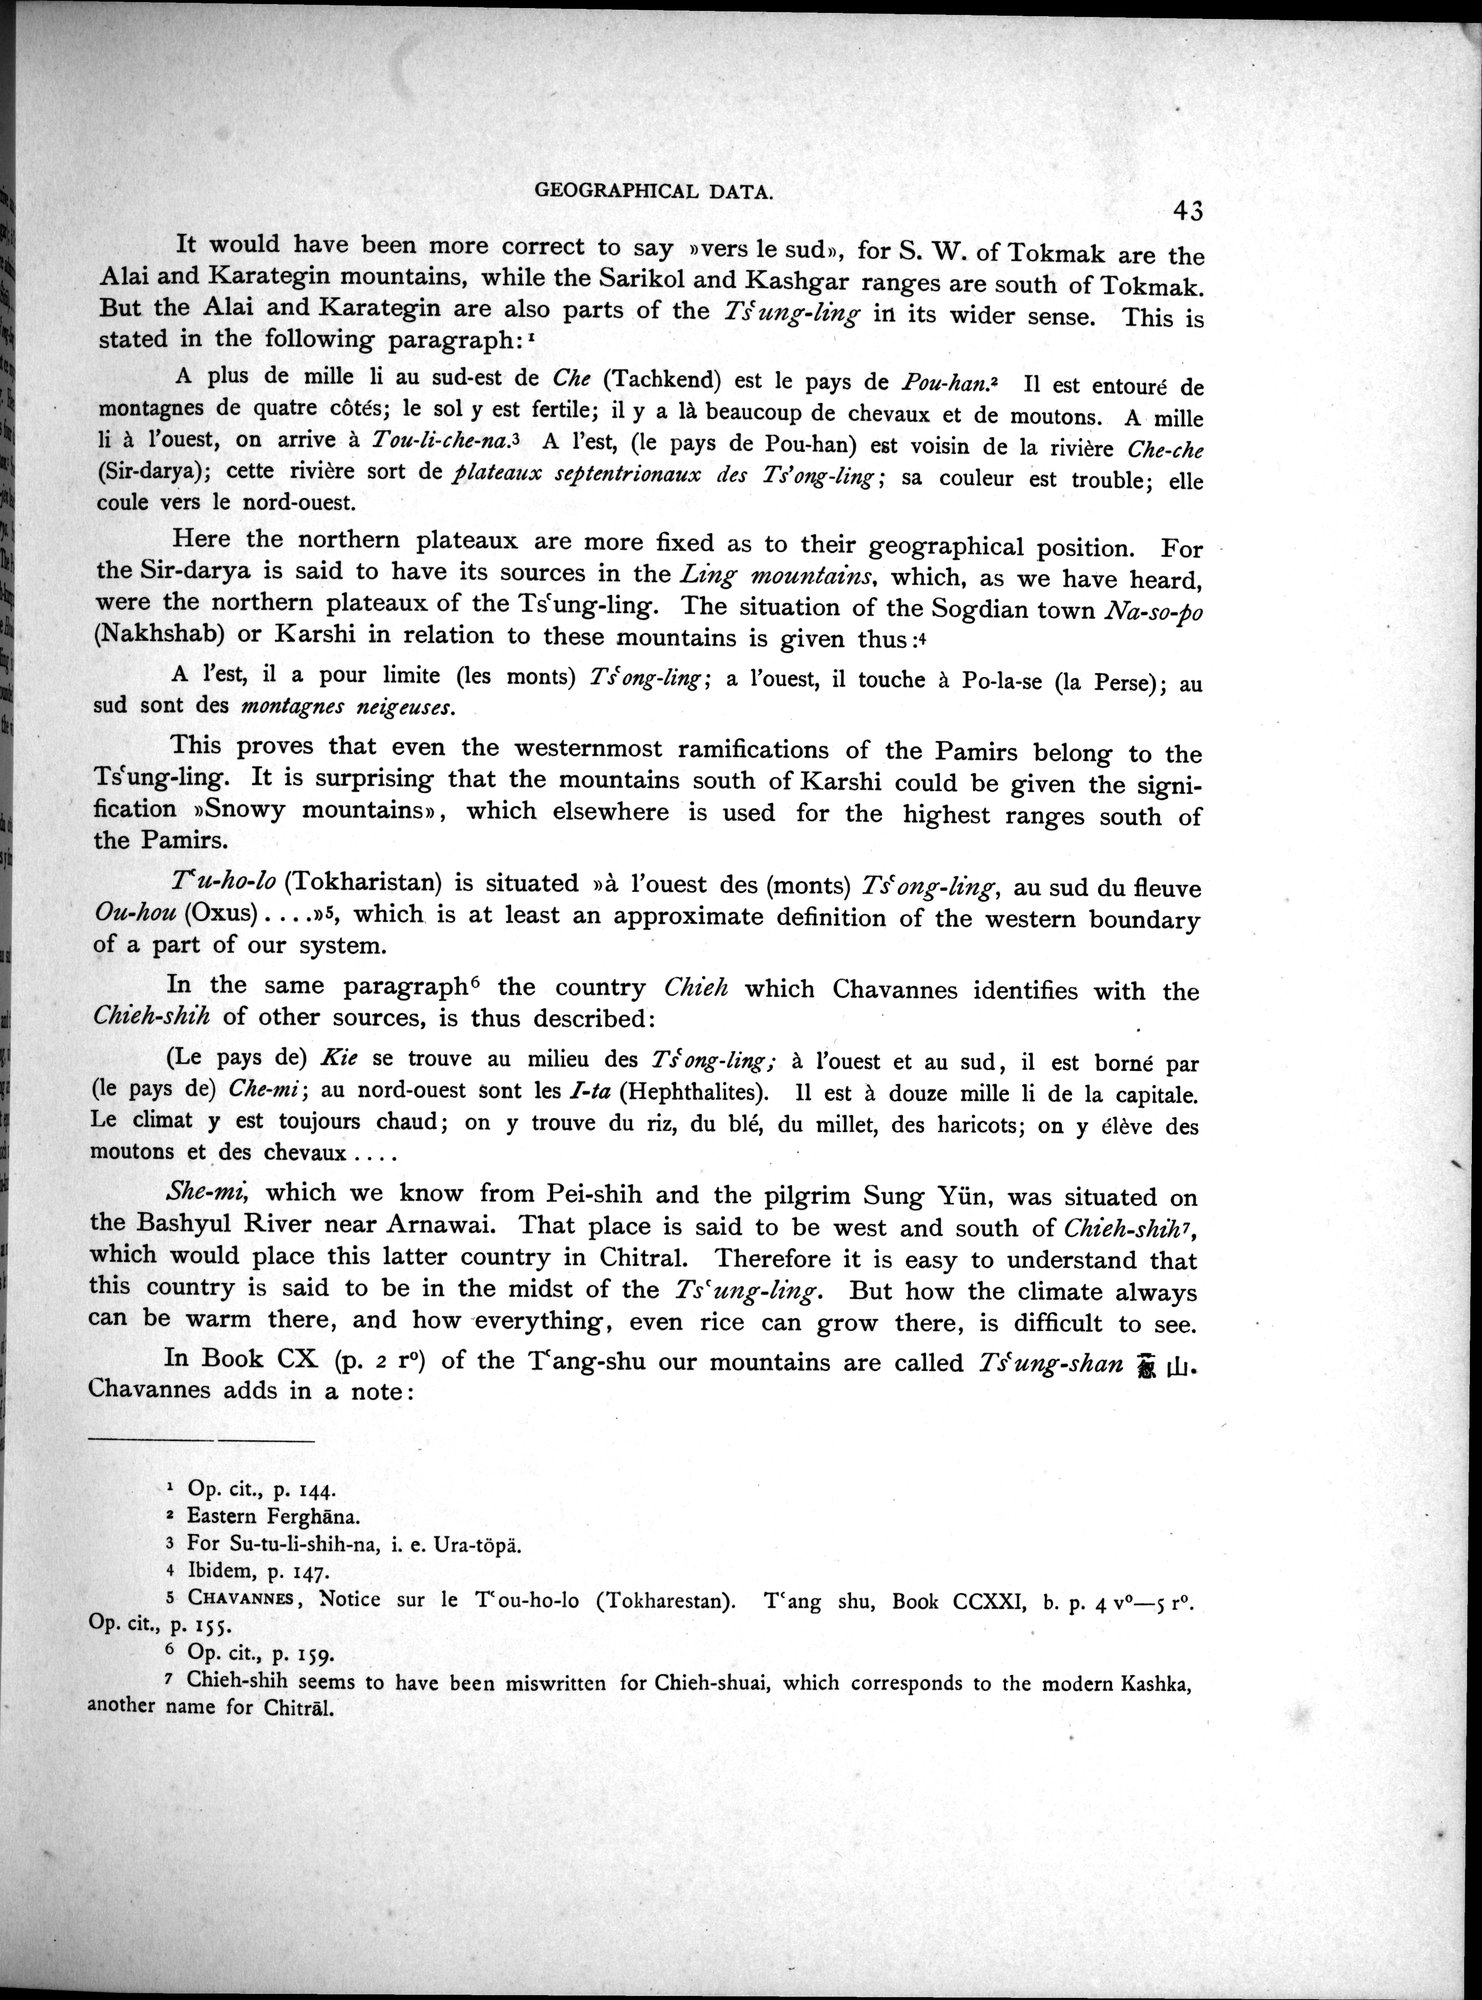 GEOGRAPHICAL DATA.
43
It would have been more correct to say »vers le sud», for S. W. of Tokmak are the
Alai and Karategin mountains, while the Sarikol and Kashgar ranges are south of Tokmak.
But the Alai and Karategin are also parts of the Tsʻung-ling in its wider sense. This is
stated in the following paragraph:¹
A plus de mille li au sud-est de Che (Tachkend) est le pays de Pou-han.² Il est entouré de
montagnes de quatre côtés; le sol y est fertile; il y a là beaucoup de chevaux et de moutons. A mille
li à l'ouest, on arrive à Tou-li-che-na.³ A l'est, (le pays de Pou-han) est voisin de la rivière Che-che
(Sir-darya); cette rivière sort de plateaux septentrionaux des Ts'ong-ling; sa couleur est trouble; elle
coule vers le nord-ouest.
Here the northern plateaux are more fixed as to their geographical position. For
the Sir-darya is said to have its sources in the Ling mountains, which, as we have heard,
were the northern plateaux of the Tsʻung-ling. The situation of the Sogdian town Na-so-po
(Nakhshab) or Karshi in relation to these mountains is given thus:⁴
A l'est, il a pour limite (les monts) Tsʻong-ling; a l'ouest, il touche à Po-la-se (la Perse); au
sud sont des montagnes neigeuses.
This proves that even the westernmost ramifications of the Pamirs belong to the
Tsʻung-ling. It is surprising that the mountains south of Karshi could be given the signi-
fication »Snowy mountains», which elsewhere is used for the highest ranges south of
the Pamirs.
Tʻu-ho-lo (Tokharistan) is situated »à l'ouest des (monts) Tsʻong-ling, au sud du fleuve
Ou-hou (Oxus) . . . .»⁵, which is at least an approximate definition of the western boundary
of a part of our system.
In the same paragraph⁶ the country Chieh which Chavannes identifies with the
Chieh-shih of other sources, is thus described:
(Le pays de) Kie se trouve au milieu des Tsʻong-ling; à l'ouest et au sud, il est borné par
(le pays de) Che-mi; au nord-ouest sont les I-ta (Hephthalites). Il est à douze mille li de la capitale.
Le climat y est toujours chaud; on y trouve du riz, du blé, du millet, des haricots; on y élève des
moutons et des chevaux . . . .
She-mi, which we know from Pei-shih and the pilgrim Sung Yün, was situated on
the Bashyul River near Arnawai. That place is said to be west and south of Chieh-shih⁷,
which would place this latter country in Chitral. Therefore it is easy to understand that
this country is said to be in the midst of the Tsʻung-ling. But how the climate always
can be warm there, and how everything, even rice can grow there, is difficult to see.
In Book CX (p. 2 r⁰) of the Tʻang-shu our mountains are called Tsʻung-shan 葱山.
Chavannes adds in a note:
¹ Op. cit., p. 144.
² Eastern Ferghāna.
³ For Su-tu-li-shih-na, i. e. Ura-töpä.
⁴ Ibidem, p. 147.
⁵ CHAVANNES, Notice sur le Tʻou-ho-lo (Tokharestan). Tʻang shu, Book CCXXI, b. p. 4 v⁰—5 r⁰.
Op. cit., p. 155.
⁶ Op. cit., p. 159.
⁷ Chieh-shih seems to have been miswritten for Chieh-shuai, which corresponds to the modern Kashka,
another name for Chitrāl.